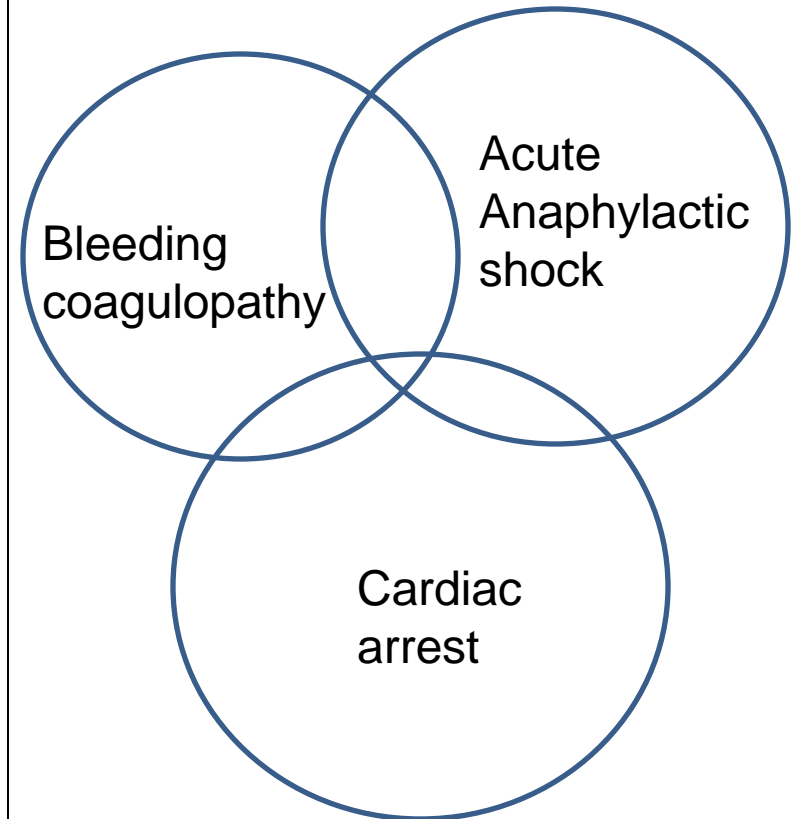 Bleeding
coagulopathy
Acute
Anaphylactic
shock
Cardiac
arrest